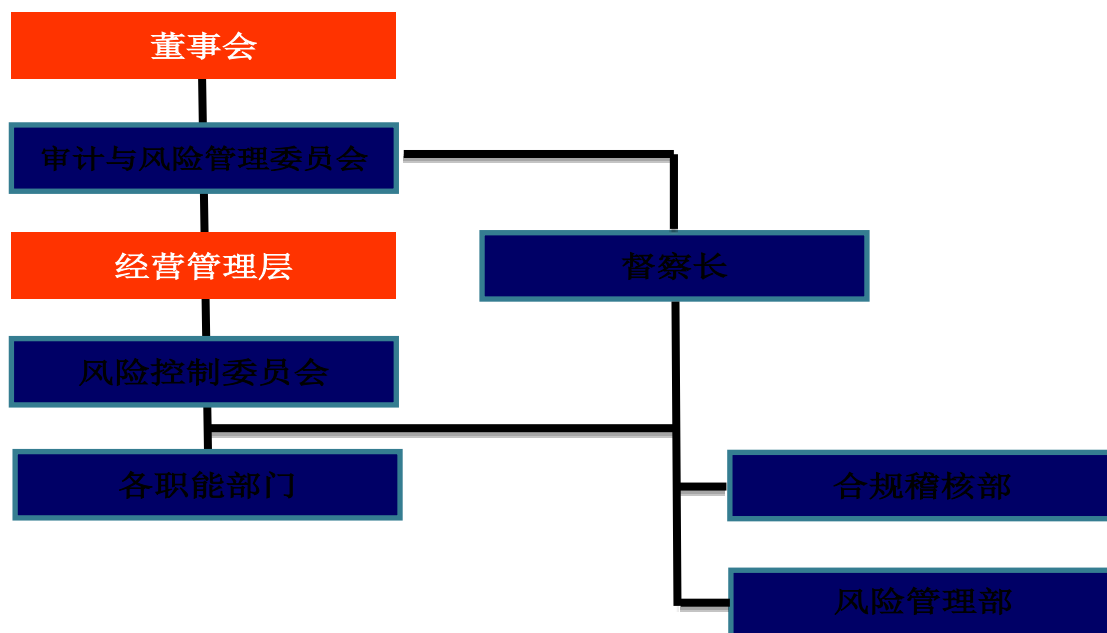 董事会
审计与风险管理委员会
经营管理层
督察长
风险控制委员会
各职能部门
合规稽核部
风险管理部